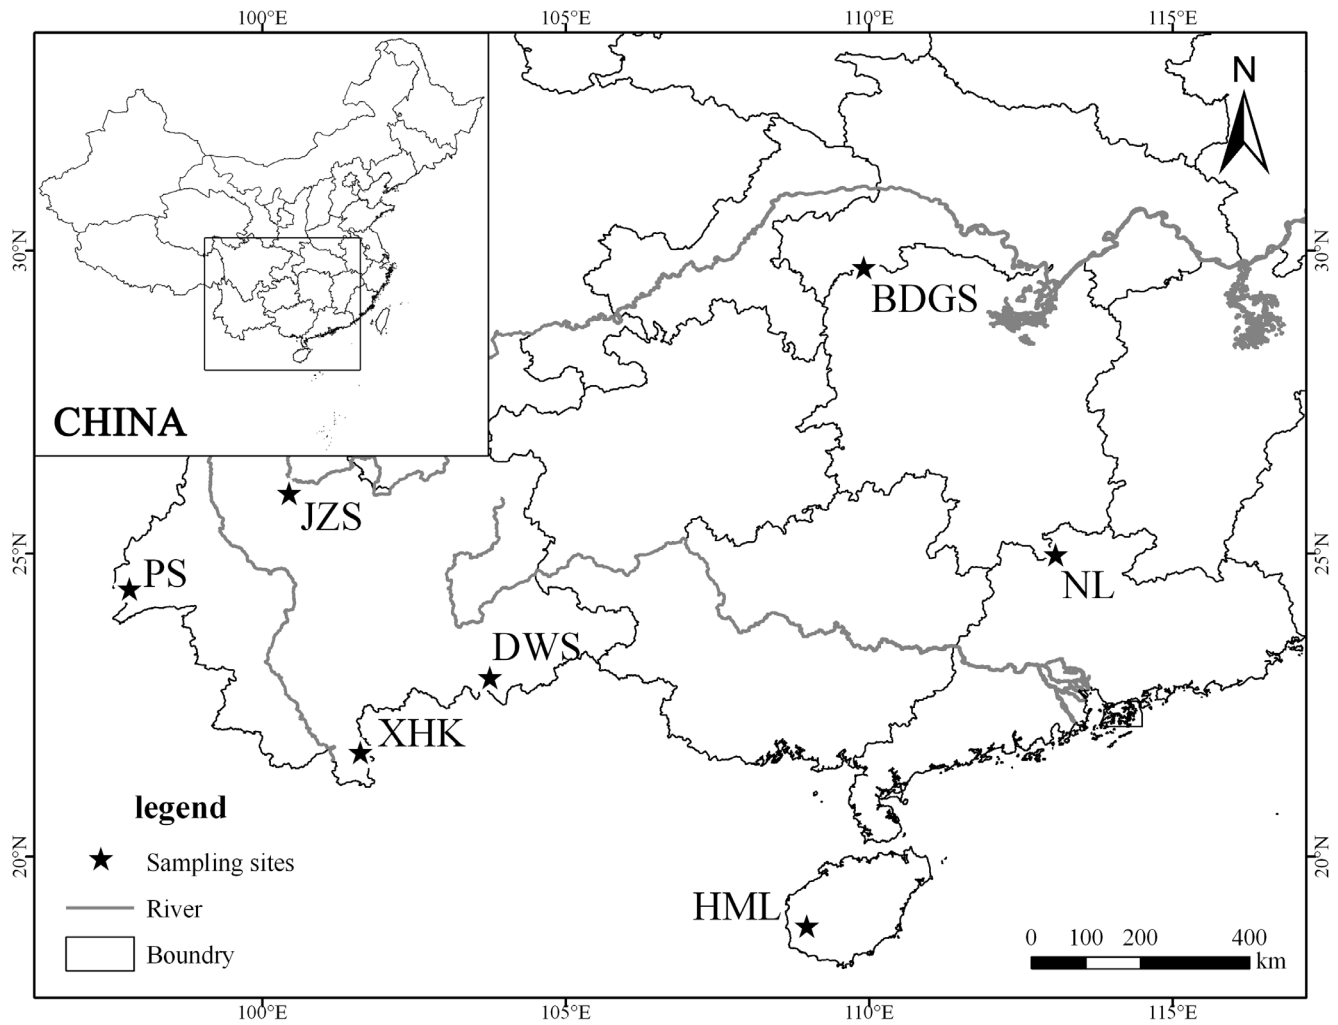 100°E 105°E 110°E 115°E
N
30°N 30°N
BDGS
CHINA
JZS
25°N 25°N
PS
NL
DWS
XHK
legend
Sampling sites
20°N 20°N
HML
River
0 100 200 400
km
Boundry
100°E 105°E 110°E 115°E